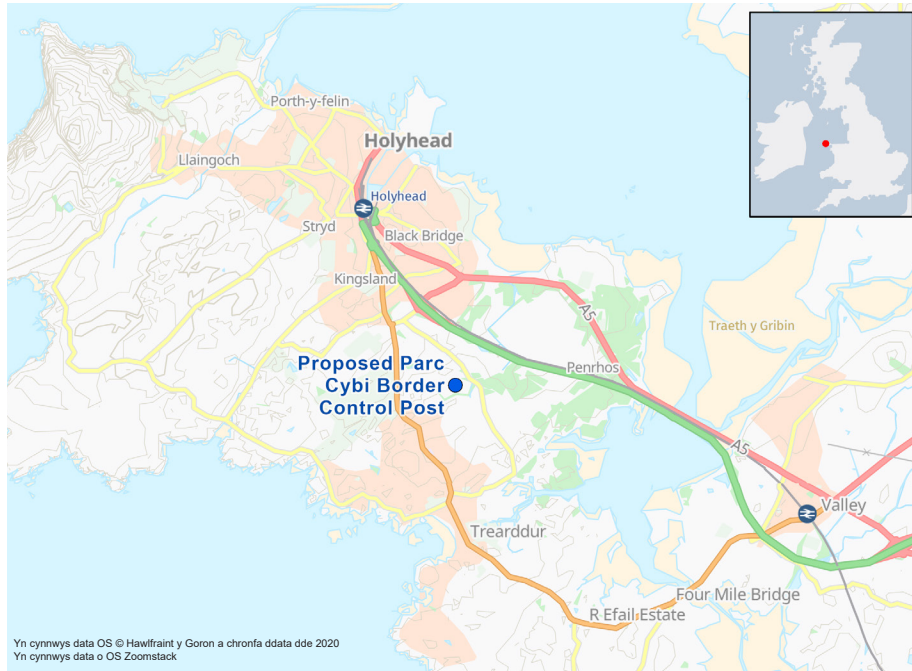 Porth-y-felin
Holyhead
Llaingoch
Holyhead
Stryd
Black Bridge
Kingsland
A5
Traeth y Gribin
Proposed Parc
Cybi Border
Control Post
Penrhos
A5
Valley
Trearddur
Four Mile Bridge
R Efail Estate
Yn cynnwys data OS © Hawlfraint y Goron a chronfa ddata dde 2020
Yn cynnwys data o OS Zoomstack